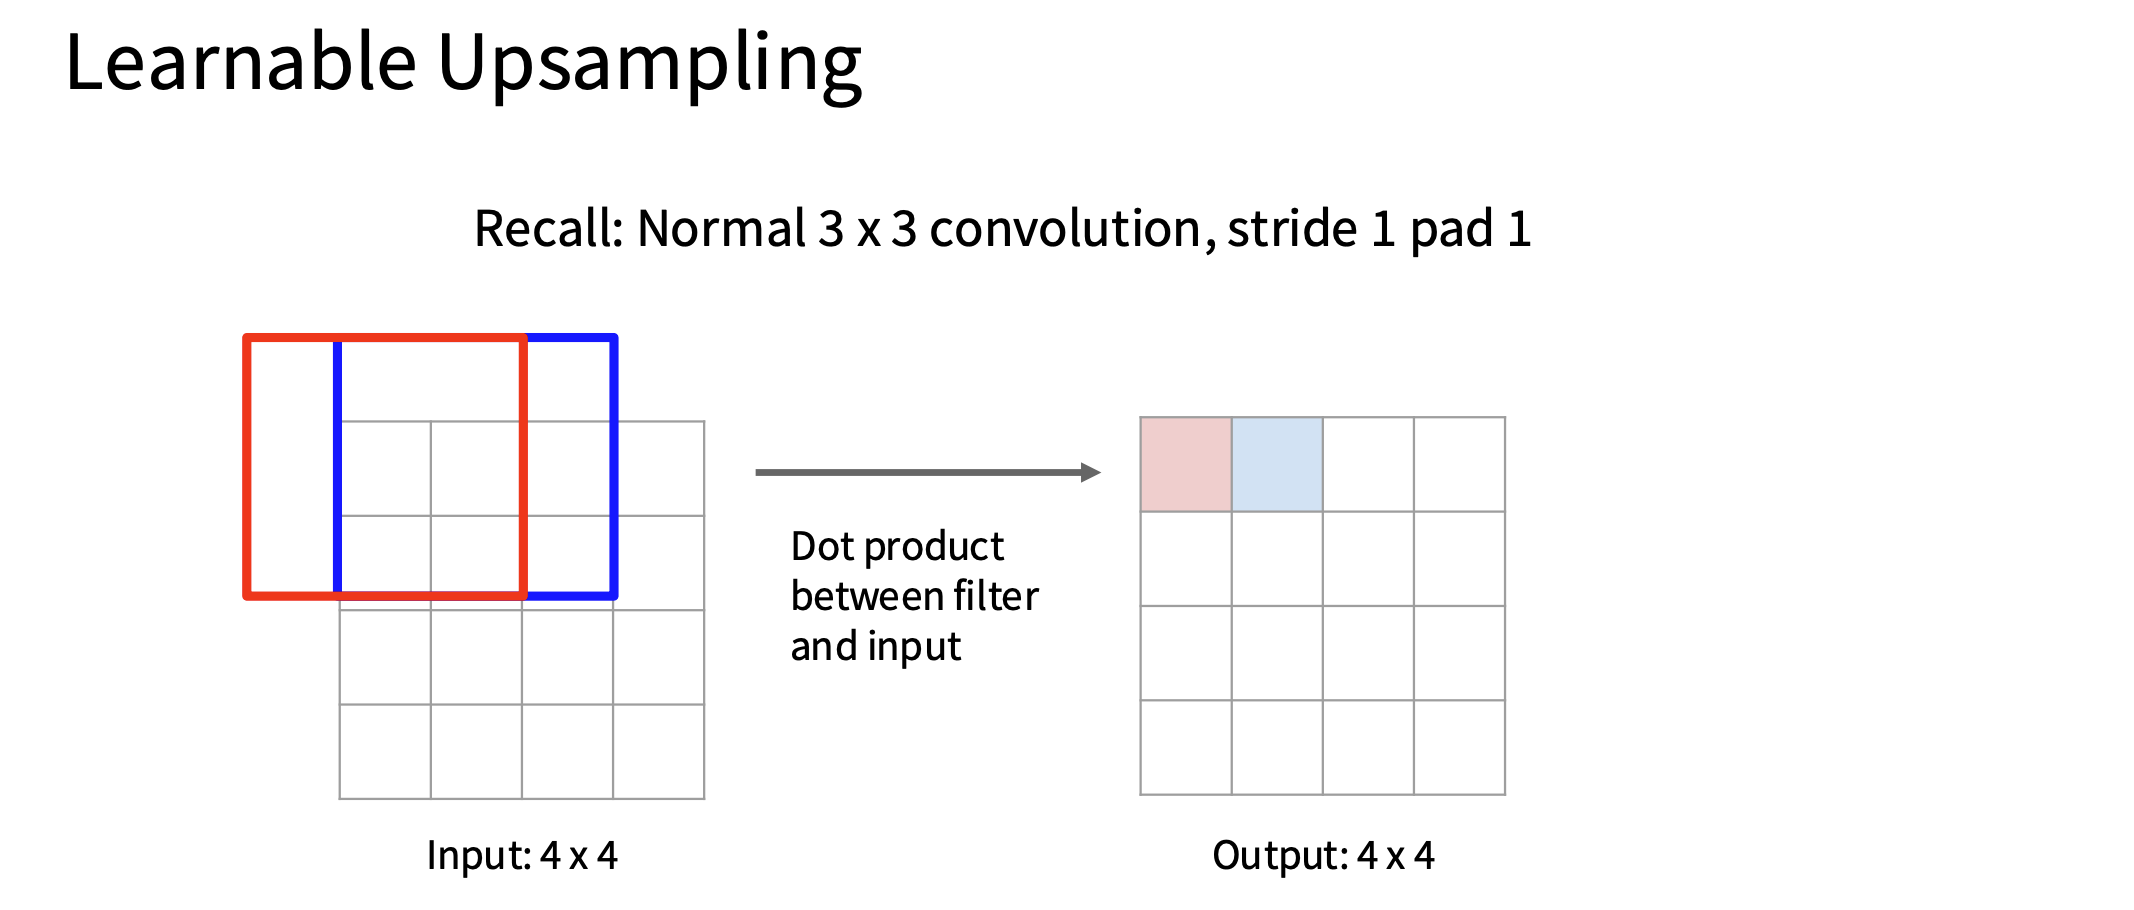 Learnable Upsampling
Recall: Normal 3 x 3 convolution, stride 1 pad 1
Dot product
between filter
and input
Input: 4 x 4
Output: 4 x 4